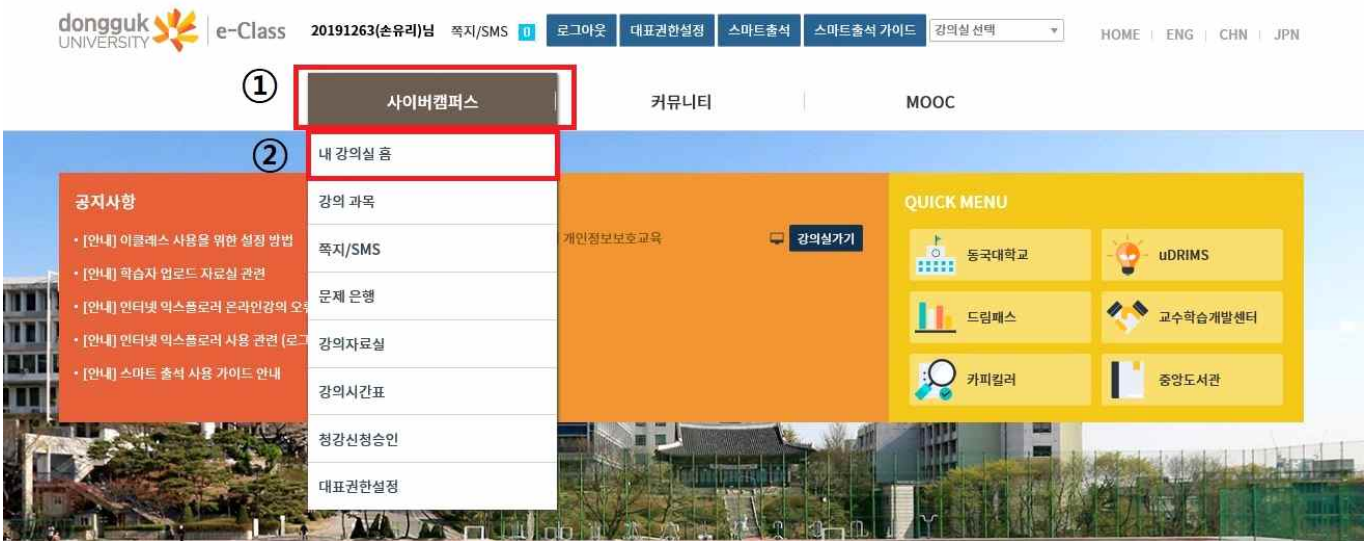 dongguk
UNIVERSITY
e-Class
20191263(손유리)님 쪽지/SMS 0 로그아웃 대표권한설정 스마트출석 스마트출석 가이드 강의실 선택
HOME | ENG | CHN | JPN
①
사이버캠퍼스 커뮤니티 MOOC
②
내 강의실 홈
강의 과목
쪽지/SMS
문제 은행
강의자료실
강의시간표
청강신청승인
대표권한설정
공지사항
• [안내] 이클래스 사용을 위한 설정 방법
• [안내] 학습자 업로드 자료실 관련
• [안내] 인터넷 익스플로러 온라인강의
• [안내] 인터넷 익스플로러 사용 관련 (로그
• [안내] 스마트 출석 사용 가이드 안내
개인정보보호교육 강의실가기
QUICK MENU
동국대학교 uDRIMS
드림패스 교수학습개발센터
카피킬러 중앙도서관